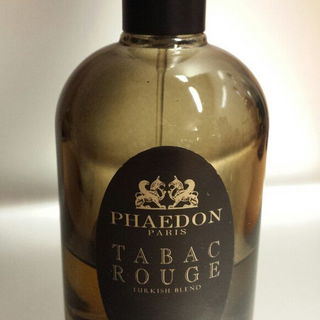 PHAEDON
PARIS
TABAC
ROUGE
TURKISH BLEND